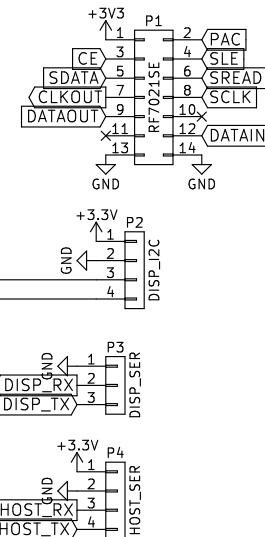 +3V3
P1
1 2 PAC
CE 3 4 SLE
SDATA 5 6 SREAD
CLKOUT 7 8 SCLK
DATAOUT 9 10
11 12 DATAIN
13 14
RF7021SE
GND GND
+3.3V
P2
1
GND 2
3
4
DISP_I2C
P3
GND 1
DISP_RX 2
DISP_TX 3
DISP_SER
+3.3V
P4
1
GND 2
HOST_RX 3
HOST_TX 4
HOST_SER